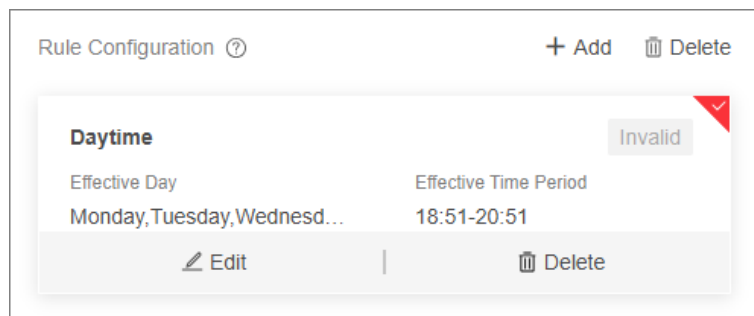 Rule Configuration ? + Add Delete
Daytime Invalid
Effective Day Effective Time Period
Monday,Tuesday,Wednesd... 18:51-20:51
Edit | Delete